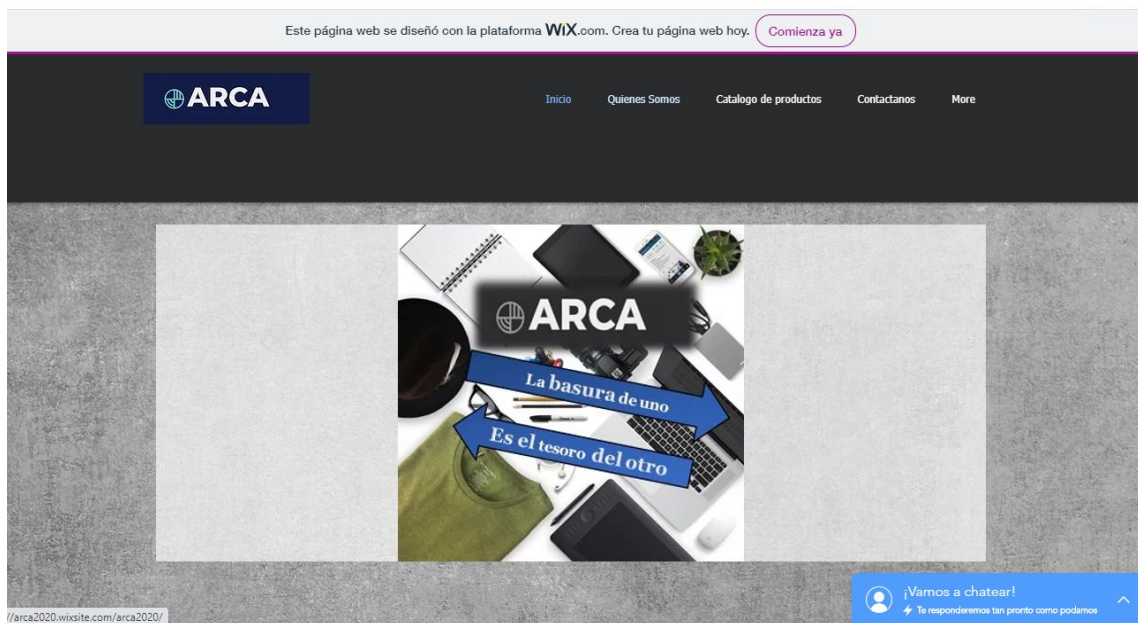 Este página web se diseñó con la plataforma WiX.com. Crea tu página web hoy. Comienza ya
ARCA
Inicio Quienes Somos Catalogo de productos Contactanos More
ARCA
La basura de uno
Es el tesoro del otro
¡Vamos a chatear!
Te responderemos tan pronto como podamos
//arca2020.wixsite.com/arca2020/